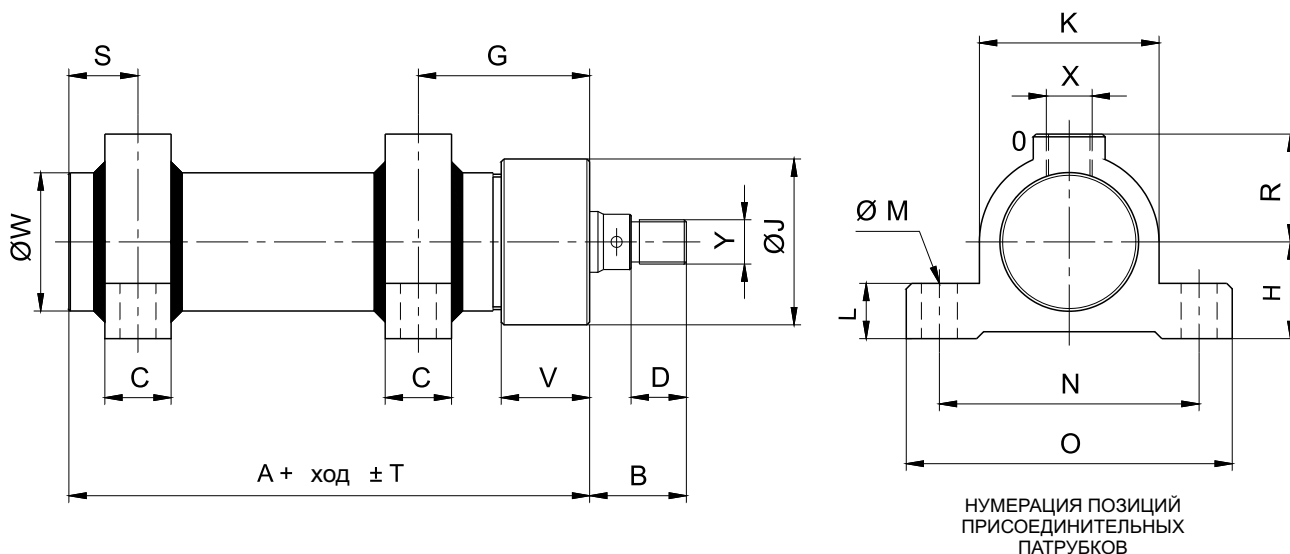 S
G
ØW
Y
ØJ
C
C
V
D
A + ход ± T
B
K
X
0
R
Ø M
L
H
N
O
НУМЕРАЦИЯ ПОЗИЦИЙ
ПРИСОЕДИНИТЕЛЬНЫХ
ПАТРУБКОВ